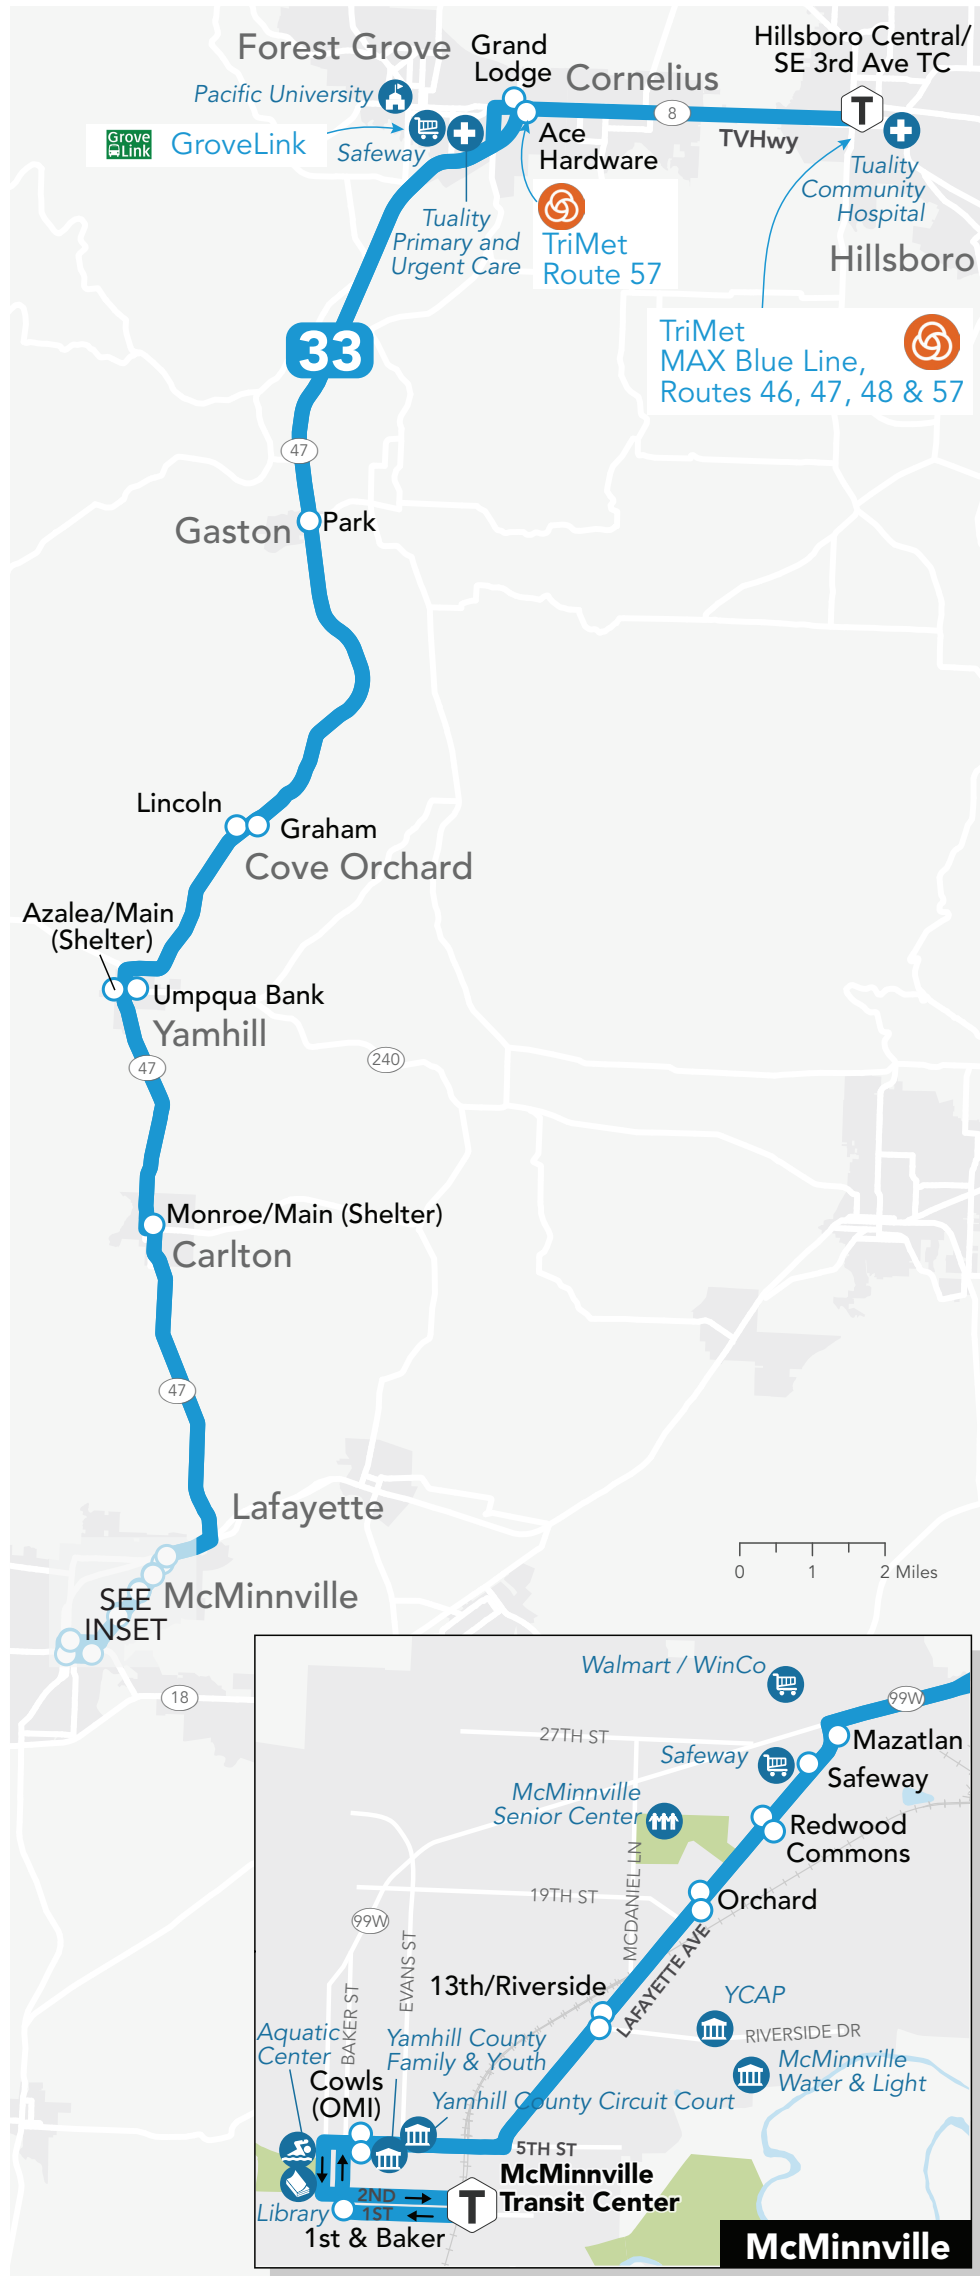 Forest Grove
Grand
Lodge
Cornelius
Hillsboro Central/
SE 3rd Ave TC
Pacific University
T
8
Grove
Link
GroveLink
Safeway
Ace
Hardware
TVHwy
Tuality
Community
Hospital
Tuality
Primary and
Urgent Care
TriMet
Route 57
Hillsboro
TriMet
MAX Blue Line,
Routes 46, 47, 48 & 57
33
47
Gaston
Park
Lincoln
Graham
Cove Orchard
Azalea/Main
(Shelter)
Umpqua Bank
Yamhill
47
240
Monroe/Main (Shelter)
Carlton
47
Lafayette
0 1 2 Miles
SEE
INSET
McMinnville
18
Walmart / WinCo
99W
27TH ST
Mazatlan
Safeway
Safeway
McMinnville
Senior Center
Redwood
Commons
MCDANIEL LN
19TH ST
Orchard
99W
EVANS ST
LAFAYETTE AVE
13th/Riverside
BAKER ST
YCAP
RIVERSIDE DR
Aquatic
Center
Yamhill County
Family & Youth
McMinnville
Water & Light
Cowls
(OMI)
Yamhill County Circuit Court
5TH ST
McMinnville
Transit Center
2ND
T
1ST
Library
1st & Baker
McMinnville